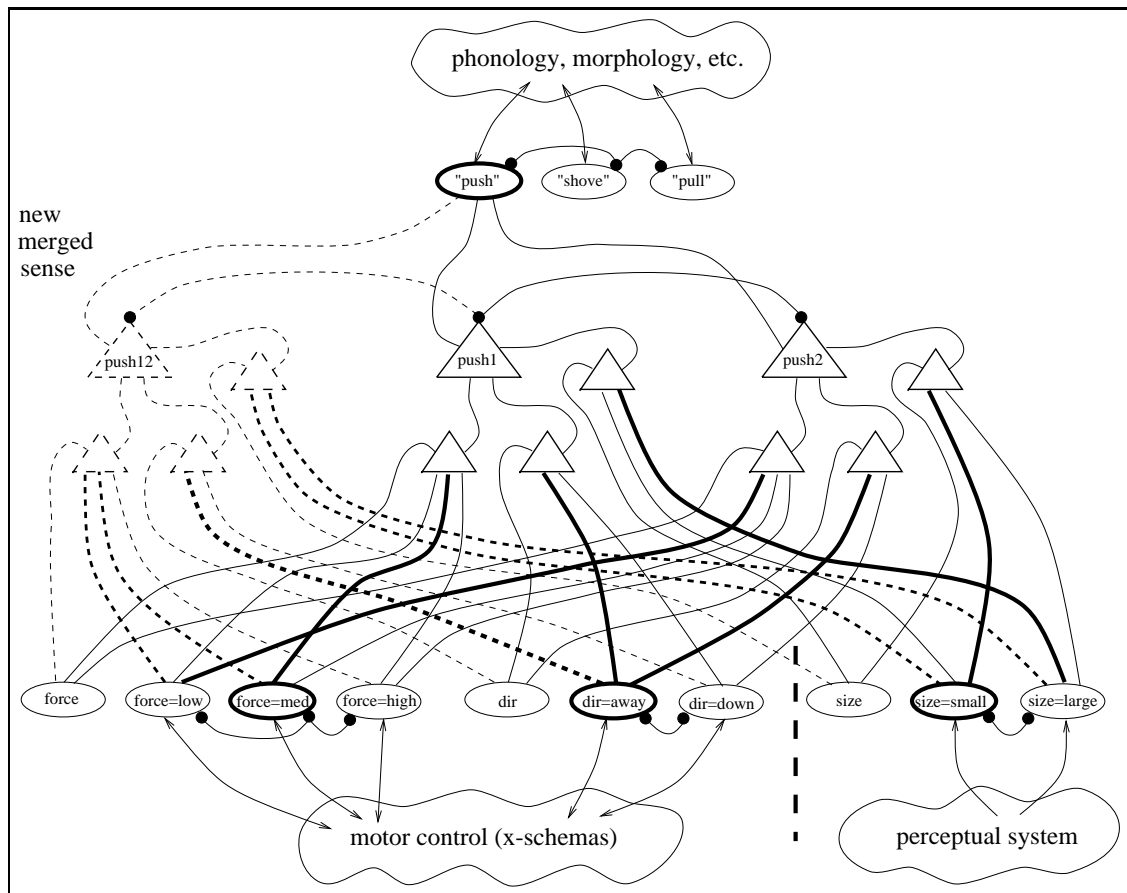 phonology, morphology, etc.
"push" "shove" "pull"
new
merged
sense
push12 push1 push2
force force=low force=med force=high dir dir=away dir=down size size=small size=large
motor control (x-schemas) perceptual system